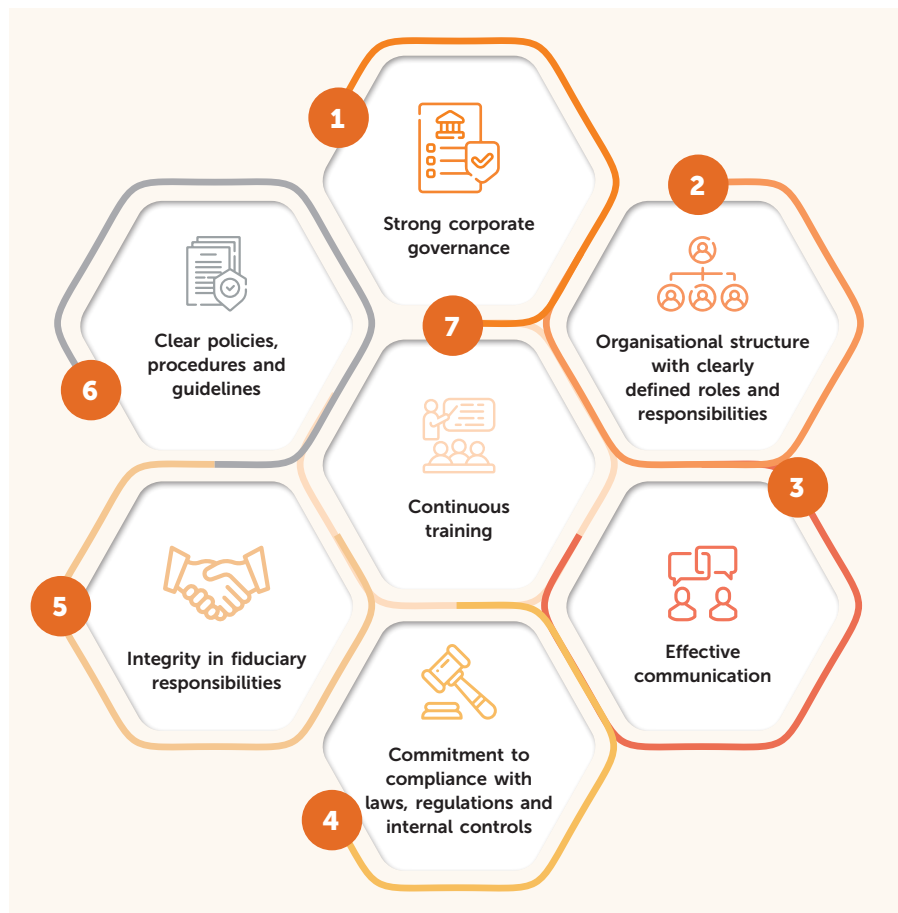 1
Strong corporate
governance
2
Organisational structure
with clearly
defined roles and
responsibilities
3
Effective
communication
4
Commitment to
compliance with
laws, regulations and
internal controls
5
Integrity in fiduciary
responsibilities
6
Clear policies,
procedures and
guidelines
7
Continuous
training